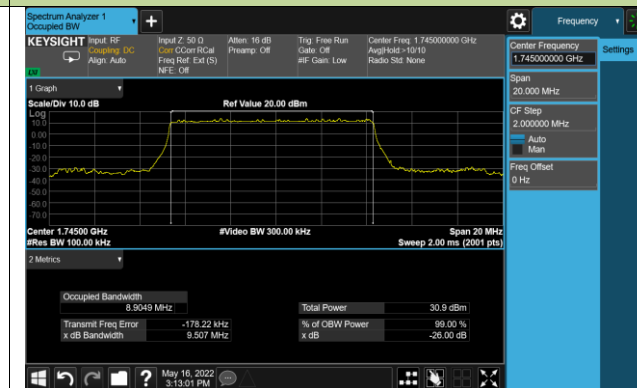 Spectrum Analyzer 1
Occupied BW
Frequency
KEYSIGHT
Input: RF
Coupling: DC
Align: Auto
Input Z: 50 Ω
Corr CCorr RCal
Freq Ref: Ext (S)
NFE: Off
Atten: 16 dB
Preamp: Off
Trig: Free Run
Gate: Off
#IF Gain: Low
Center Freq: 1.745000000 GHz
Avg|Hold:>10/10
Radio Std: None
Center Frequency
1.745000000 GHz
Settings
Span
20.000 MHz
CF Step
2.000000 MHz
Auto
Man
Freq Offset
0 Hz
1 Graph
Scale/Div 10.0 dB
Ref Value 20.00 dBm
Log
10.0
0.00
-10.0
-20.0
-30.0
-40.0
-50.0
-60.0
-70.0
Center 1.74500 GHz
#Video BW 300.00 kHz
Span 20 MHz
#Res BW 100.00 kHz
Sweep 2.00 ms (2001 pts)
2 Metrics
Occupied Bandwidth
8.9049 MHz
Total Power
30.9 dBm
Transmit Freq Error
-178.22 kHz
% of OBW Power
99.00 %
x dB Bandwidth
9.507 MHz
x dB
-26.00 dB
May 16, 2022
3:13:01 PM